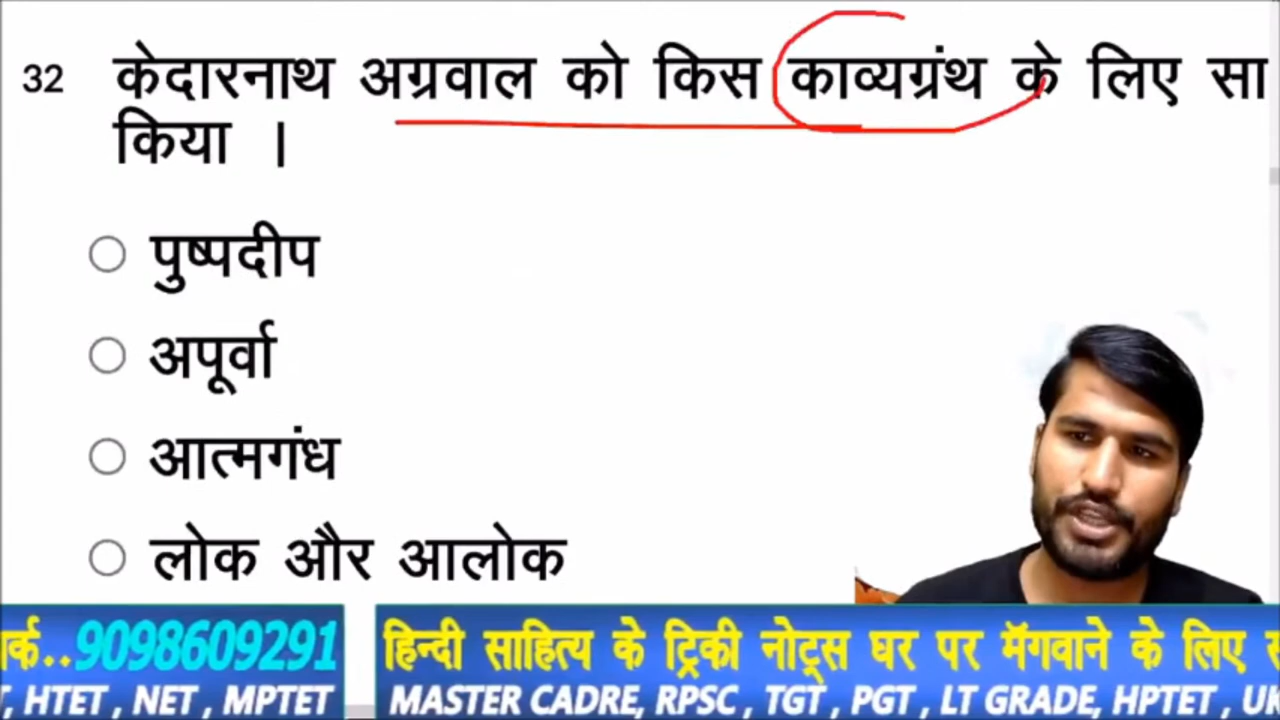 32 केदारनाथ अग्रवाल को किस काव्यग्रंथ के लिए सा
किया ।
पुष्पदीप
अपूर्वा
आत्मगंध
लोक और आलोक
र्क..9098609291
हिन्दी साहित्य के ट्रिकी नोट्स घर पर मॅगवाने के लिए
, HTET , NET , MPTET
MASTER CADRE, RPSC , TGT , PGT , LT GRADE, HPTET ,